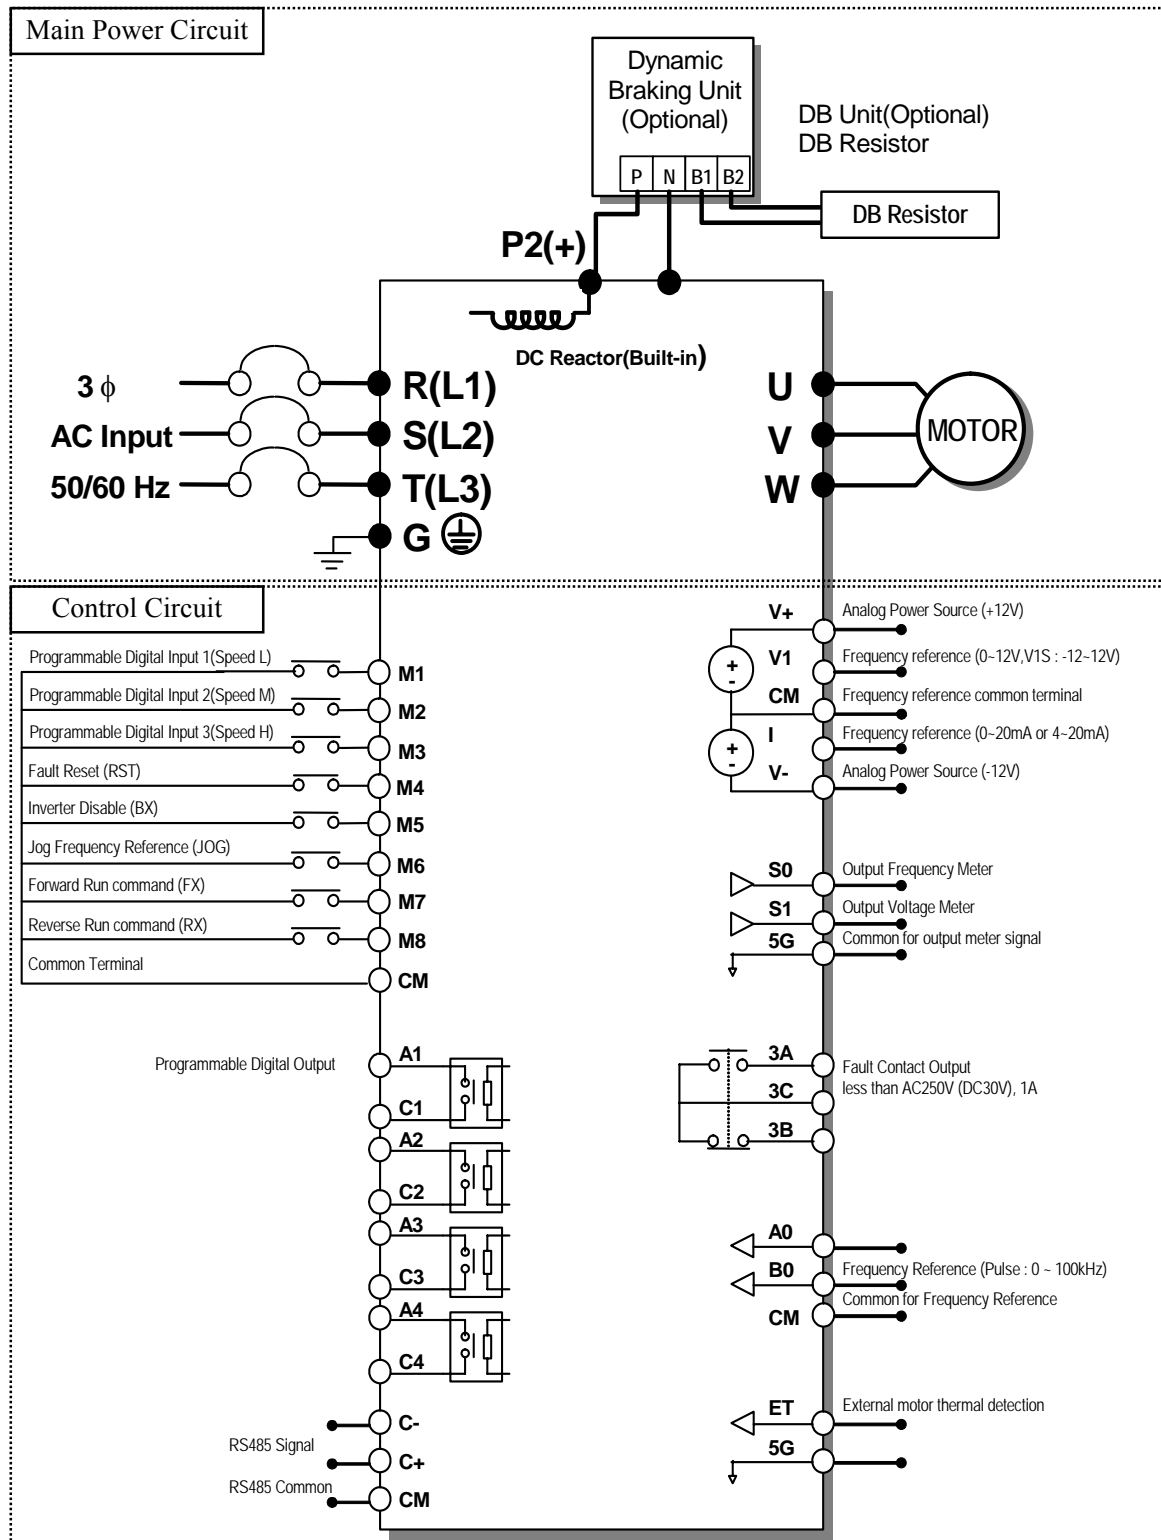 Main Power Circuit
Dynamic
Braking Unit
(Optional)
P N B1 B2
DB Unit(Optional)
DB Resistor
DB Resistor
P2(+)
DC Reactor(Built-in)
3 ϕ
AC Input
50/60 Hz
R(L1)
S(L2)
T(L3)
G
U
V
W
MOTOR
Control Circuit
Programmable Digital Input 1(Speed L)
M1
Programmable Digital Input 2(Speed M)
M2
Programmable Digital Input 3(Speed H)
M3
Fault Reset (RST)
M4
Inverter Disable (BX)
M5
Jog Frequency Reference (JOG)
M6
Forward Run command (FX)
M7
Reverse Run command (RX)
M8
Common Terminal
CM
Programmable Digital Output
A1
C1
A2
C2
A3
C3
A4
C4
C-
RS485 Signal
C+
RS485 Common
CM
V+
Analog Power Source (+12V)
+
-
V1
Frequency reference (0~12V,V1S : -12~12V)
CM
Frequency reference common terminal
+
-
I
Frequency reference (0~20mA or 4~20mA)
V-
Analog Power Source (-12V)
S0
Output Frequency Meter
S1
Output Voltage Meter
5G
Common for output meter signal
3A
Fault Contact Output
less than AC250V (DC30V), 1A
3C
3B
A0
B0
Frequency Reference (Pulse : 0 ~ 100kHz)
Common for Frequency Reference
CM
ET
External motor thermal detection
5G